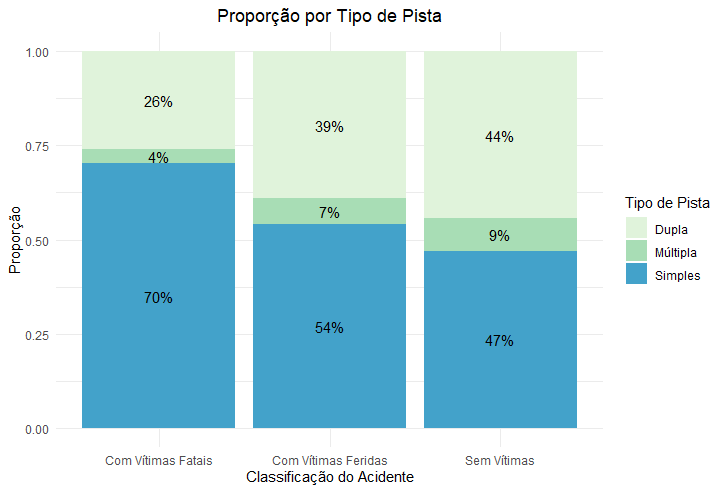 Proporção por Tipo de Pista
Proporção
1.00
0.75
0.50
0.25
0.00
26%
4%
70%
39%
7%
54%
44%
9%
47%
Com Vítimas Fatais
Com Vítimas Feridas
Sem Vítimas
Classificação do Acidente
Tipo de Pista
Dupla
Múltipla
Simples